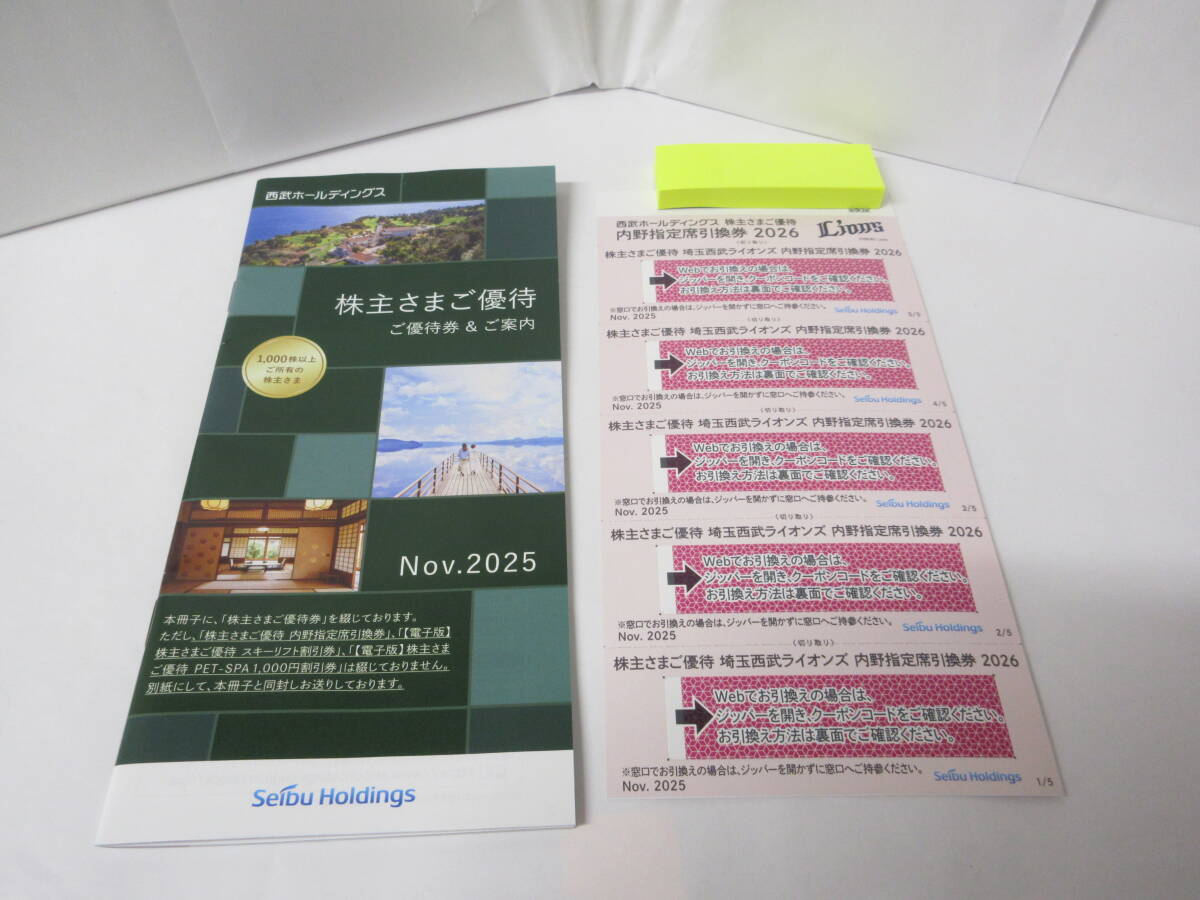 西武ホールディングス
株主さまご優待
ご優待券 & ご案内
1,000株以上
ご所有の
株主さま
Nov.2025
本冊子に、「株主さまご優待券」を綴じております。
ただし、「株主さまご優待 内野指定席引換券」、「【電子版】
株主さまご優待 スキーリフト割引券」、「【電子版】株主さま
ご優待 PET-SPA 1,000円割引券」は綴じておりません。
別紙にして、本冊子と同封しお送りしております。
Seibu Holdings
西武ホールディングス 株主さまご優待
内野指定席引換券 2026
Lions
(切り取り)
株主さまご優待 埼玉西武ライオンズ 内野指定席引換券 2026
Webでお引換えの場合は、
ジッパーを開き、クーポンコードをご確認ください。
お引換え方法は裏面でご確認ください。
※窓口でお引換えの場合は、ジッパーを開かずに窓口へご持参ください。
Nov. 2025
Seibu Holdings
5/5
(切り取り)
株主さまご優待 埼玉西武ライオンズ 内野指定席引換券 2026
Webでお引換えの場合は、
ジッパーを開き、クーポンコードをご確認ください。
お引換え方法は裏面でご確認ください。
※窓口でお引換えの場合は、ジッパーを開かずに窓口へご持参ください。
Nov. 2025
Seibu Holdings
4/5
(切り取り)
株主さまご優待 埼玉西武ライオンズ 内野指定席引換券 2026
Webでお引換えの場合は、
ジッパーを開き、クーポンコードをご確認ください。
お引換え方法は裏面でご確認ください。
※窓口でお引換えの場合は、ジッパーを開かずに窓口へご持参ください。
Nov. 2025
Seibu Holdings
3/5
(切り取り)
株主さまご優待 埼玉西武ライオンズ 内野指定席引換券 2026
Webでお引換えの場合は、
ジッパーを開き、クーポンコードをご確認ください。
お引換え方法は裏面でご確認ください。
※窓口でお引換えの場合は、ジッパーを開かずに窓口へご持参ください。
Nov. 2025
Seibu Holdings
2/5
(切り取り)
株主さまご優待 埼玉西武ライオンズ 内野指定席引換券 2026
Webでお引換えの場合は、
ジッパーを開き、クーポンコードをご確認ください。
お引換え方法は裏面でご確認ください。
※窓口でお引換えの場合は、ジッパーを開かずに窓口へご持参ください。
Nov. 2025
Seibu Holdings
1/5